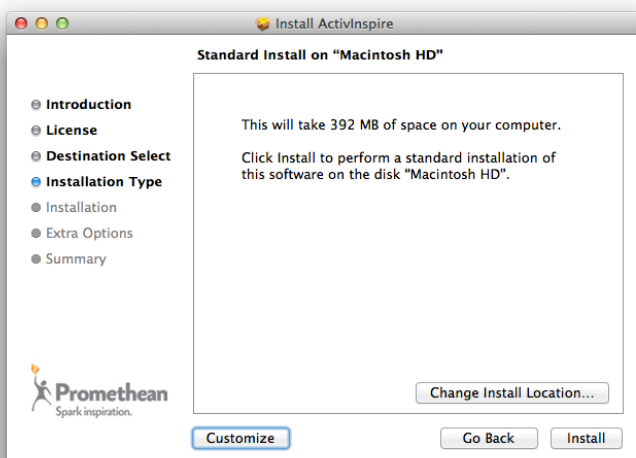 Install ActivInspire
Standard Install on “Macintosh HD”
Introduction
License
Destination Select
Installation Type
Installation
Extra Options
Summary
This will take 392 MB of space on your computer.
Click Install to perform a standard installation of
this software on the disk “Macintosh HD”.
Promethean
Spark inspiration.
Change Install Location...
Customize
Go Back
Install